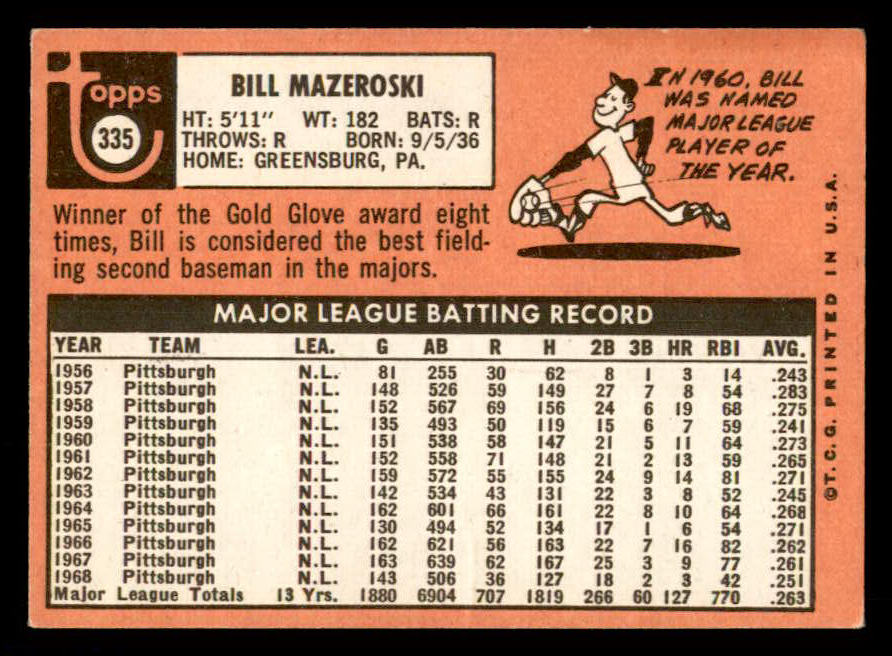 topps
335
BILL MAZEROSKI
HT: 5'11" WT: 182 BATS: R
THROWS: R BORN: 9/5/36
HOME: GREENSBURG, PA.
IN 1960, BILL
WAS NAMED
MAJOR LEAGUE
PLAYER OF
THE YEAR.
Winner of the Gold Glove award eight
times, Bill is considered the best field-
ing second baseman in the majors.
MAJOR LEAGUE BATTING RECORD
YEAR TEAM LEA. G AB R H 2B 3B HR RBI AVG.
1956 Pittsburgh N.L. 81 255 30 62 8 1 3 14 .243
1957 Pittsburgh N.L. 148 526 59 149 27 7 8 54 .283
1958 Pittsburgh N.L. 152 567 69 156 24 6 19 68 .275
1959 Pittsburgh N.L. 135 493 50 119 15 6 7 59 .241
1960 Pittsburgh N.L. 151 538 58 147 21 5 11 64 .273
1961 Pittsburgh N.L. 152 558 71 148 21 2 13 59 .265
1962 Pittsburgh N.L. 159 572 55 155 24 9 14 81 .271
1963 Pittsburgh N.L. 142 534 43 131 22 3 8 52 .245
1964 Pittsburgh N.L. 162 601 66 161 22 8 10 64 .268
1965 Pittsburgh N.L. 130 494 52 134 17 1 6 54 .271
1966 Pittsburgh N.L. 162 621 56 163 22 7 16 82 .262
1967 Pittsburgh N.L. 163 639 62 167 25 3 9 77 .261
1968 Pittsburgh N.L. 143 506 36 127 18 2 3 42 .251
Major League Totals 13 Yrs. 1880 6904 707 1819 266 60 127 770 .263
©T.C.G. PRINTED IN U.S.A.